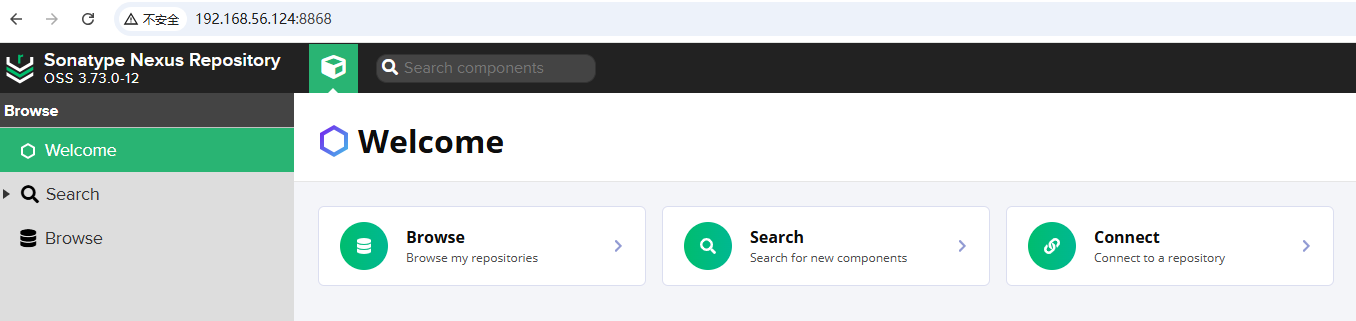 不安全 192.168.56.124:8868
Sonatype Nexus Repository
OSS 3.73.0-12
Search components
Browse
Welcome
Search
Browse
Welcome
Browse
Browse my repositories
Search
Search for new components
Connect
Connect to a repository